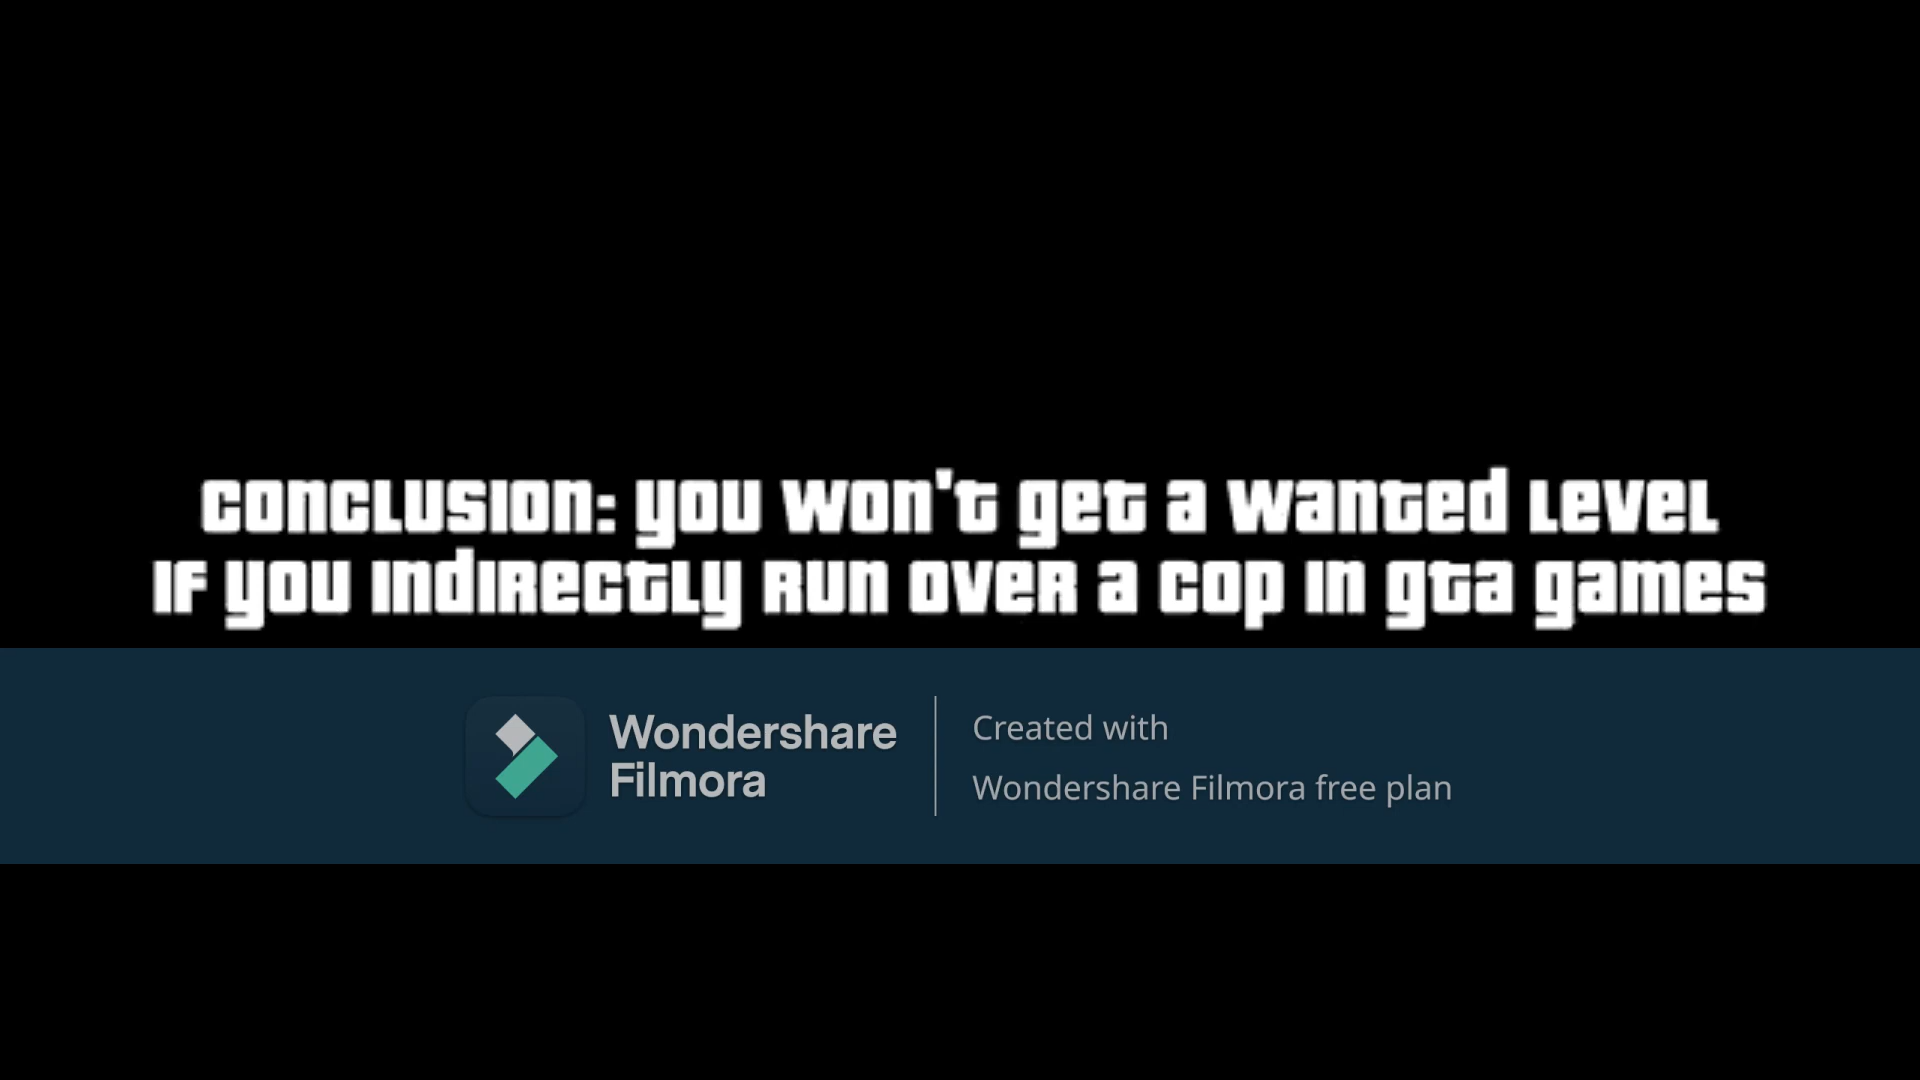 CONCLUSION: YOU WON'T GET A WANTED LEVEL
IF YOU INDIRECTLY RUN OVER A COP IN GTA GAMES
Wondershare
Filmora
Created with
Wondershare Filmora free plan